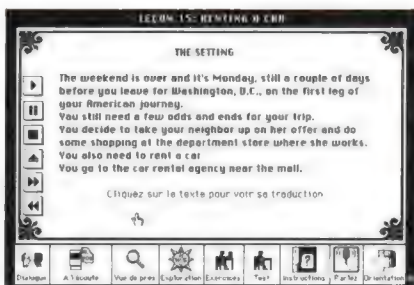 LEÇON 15: RENTING A CAR
THE SETTING
The weekend is over and it's Monday, still a couple of days
before you leave for Washington, D.C., on the first leg of
your American journey.
You still need a few odds and ends for your trip.
You decide to take your neighbor up on her offer and do
some shopping at the department store where she works.
You also need to rent a car
You go to the car rental agency near the mall.
Cliquez sur le texte pour voir sa traduction
Dialogue A l'écoute Vue de près Exploration Exercices Test Instructions Parlez Orientation